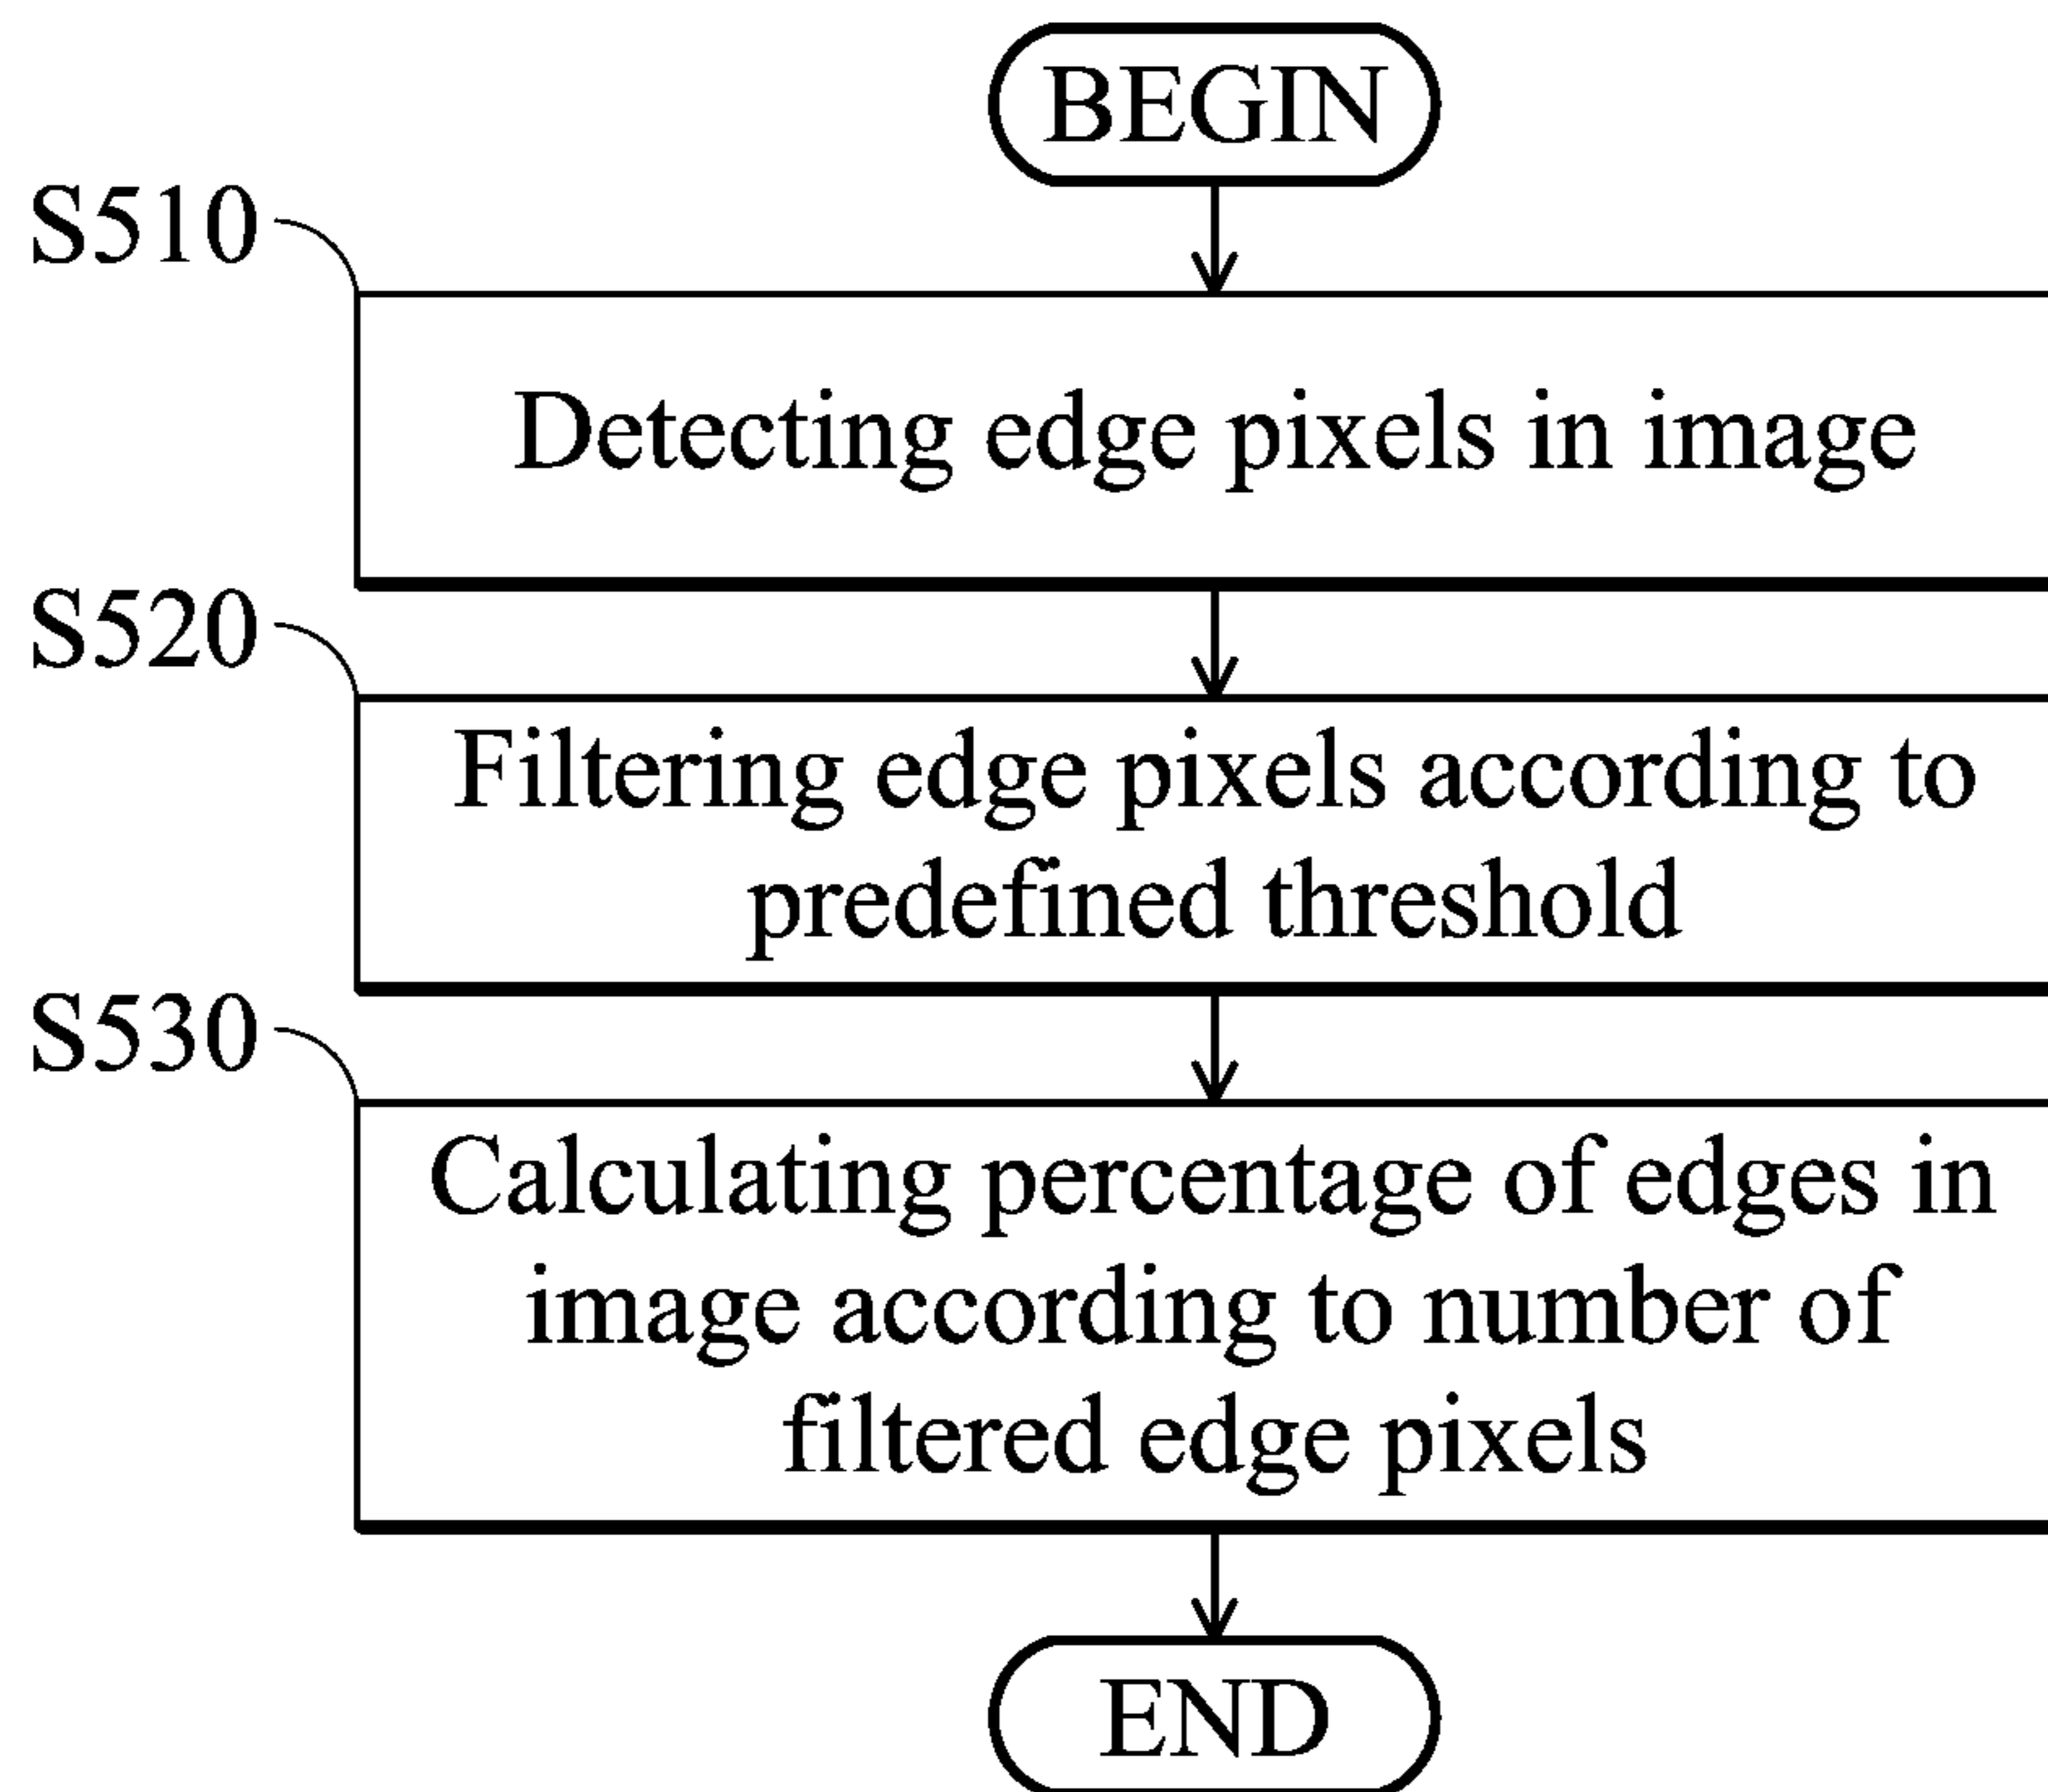 BEGIN
S510
Detecting edge pixels in image
S520
Filtering edge pixels according to
predefined threshold
S530
Calculating percentage of edges in
image according to number of
filtered edge pixels
END